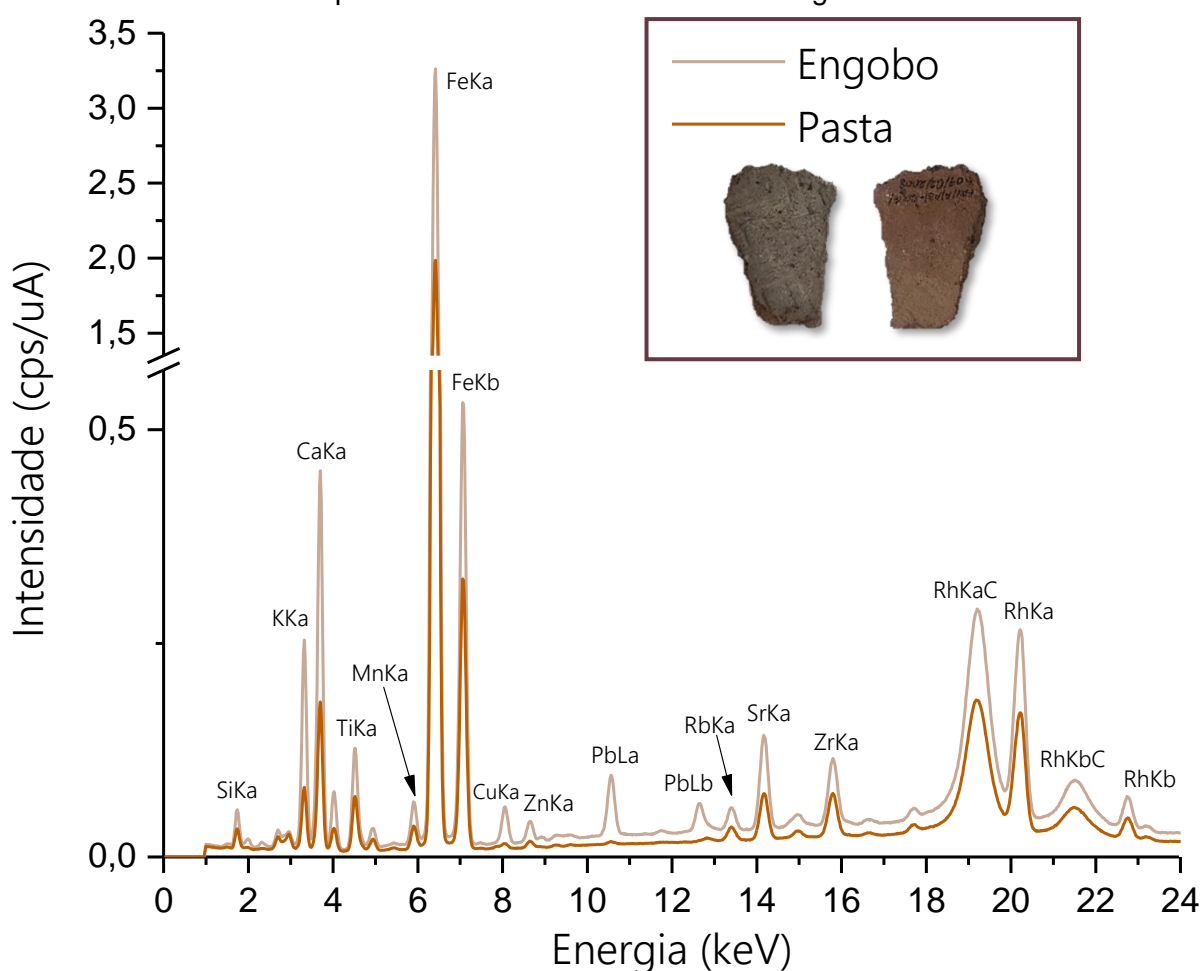 3,5
3,0
2,5
2,0
1,5
0,5
0,0
Intensidade (cps/uA)
Engobo
Pasta
FeKa
FeKb
CaKa
KKa
MnKa
TiKa
SiKa
CuKa
ZnKa
PbLa
PbLb
RbKa
SrKa
ZrKa
RhKaC
RhKa
RhKbC
RhKb
0 2 4 6 8 10 12 14 16 18 20 22 24
Energia (keV)